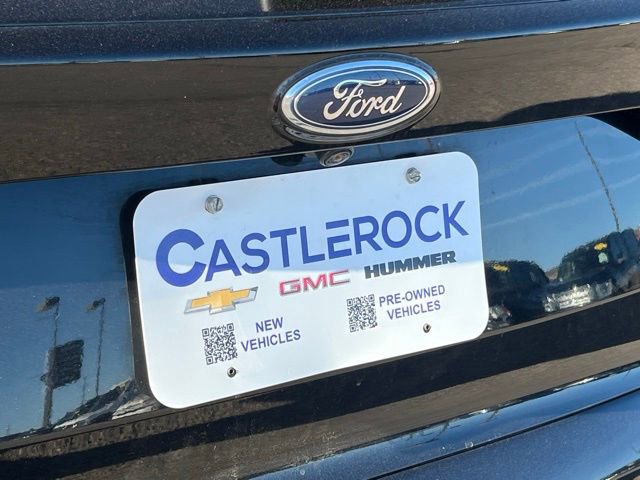 Ford
CASTLEROCK
GMC HUMMER
NEW
VEHICLES
PRE-OWNED
VEHICLES